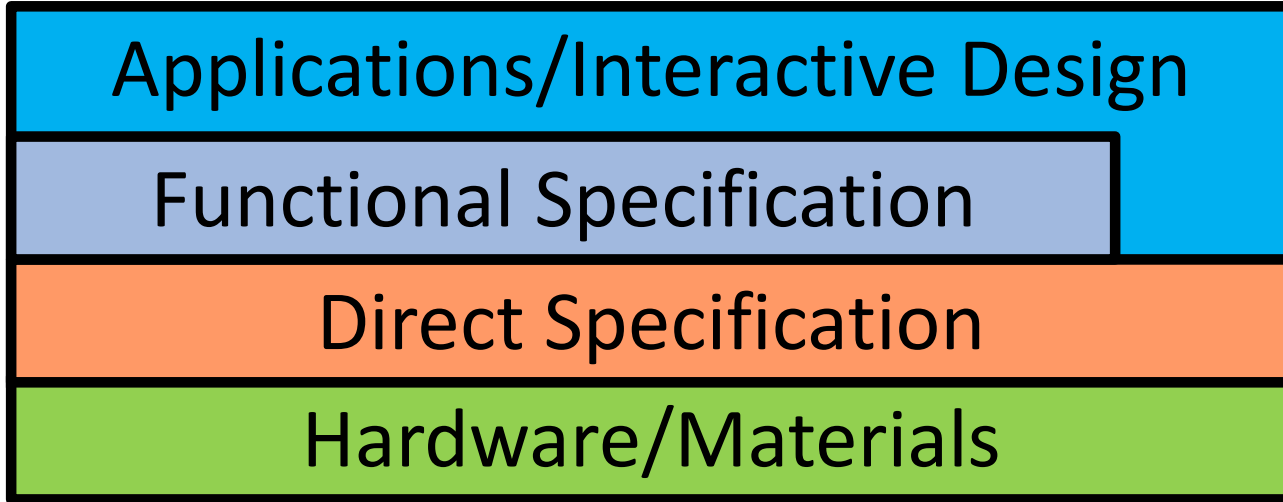 Applications/Interactive Design
Functional Specification
Direct Specification
Hardware/Materials